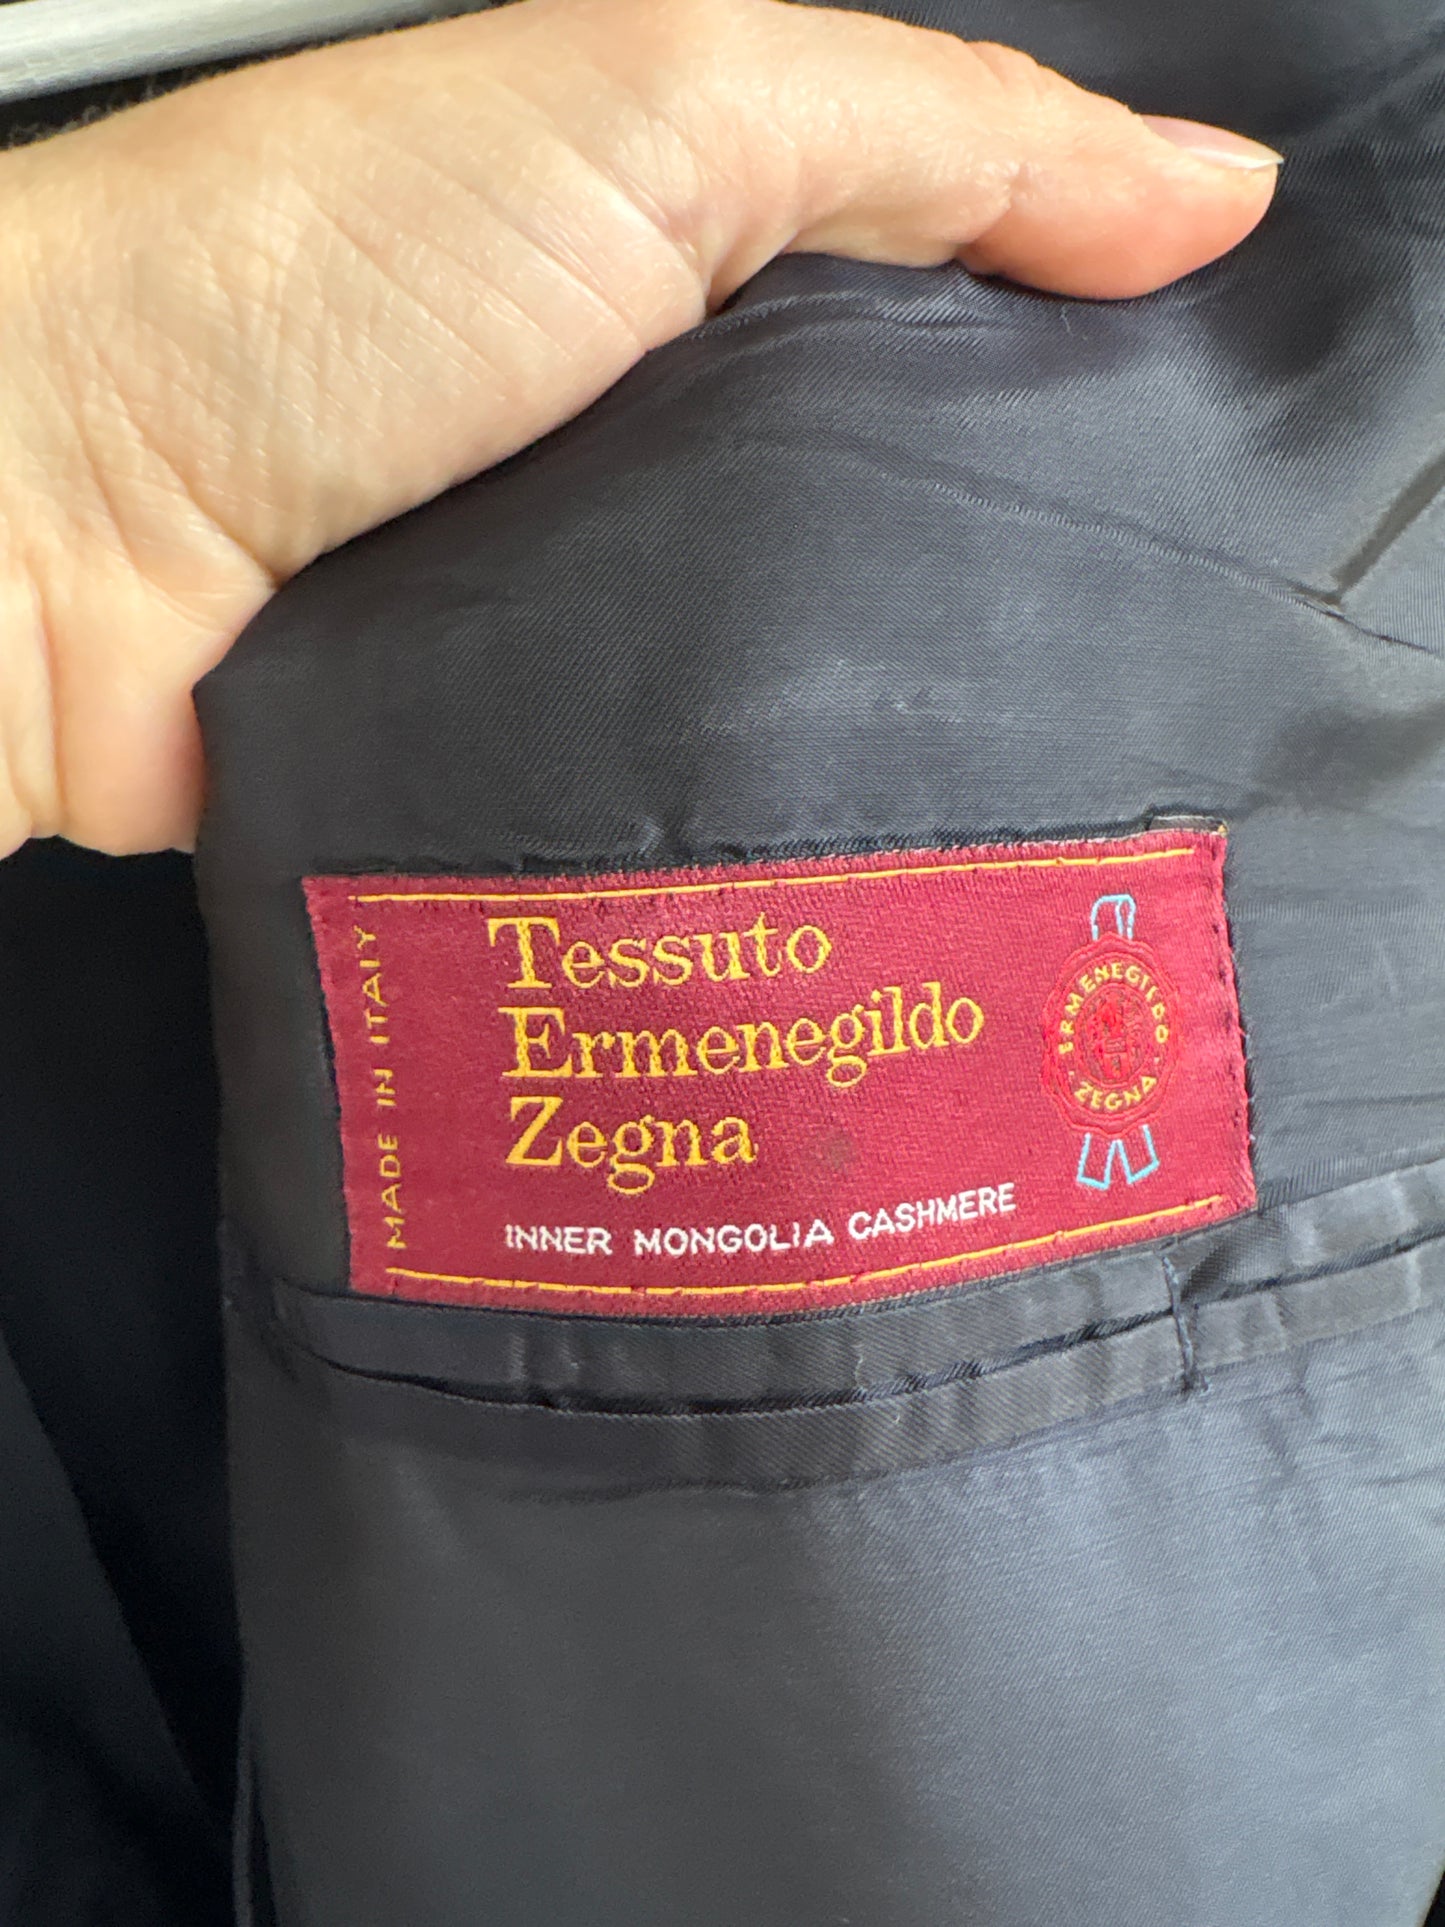 MADE IN ITALY
Tessuto
Ermenegildo
Zegna
INNER MONGOLIA CASHMERE
ERMENEGILDO
ZEGNA